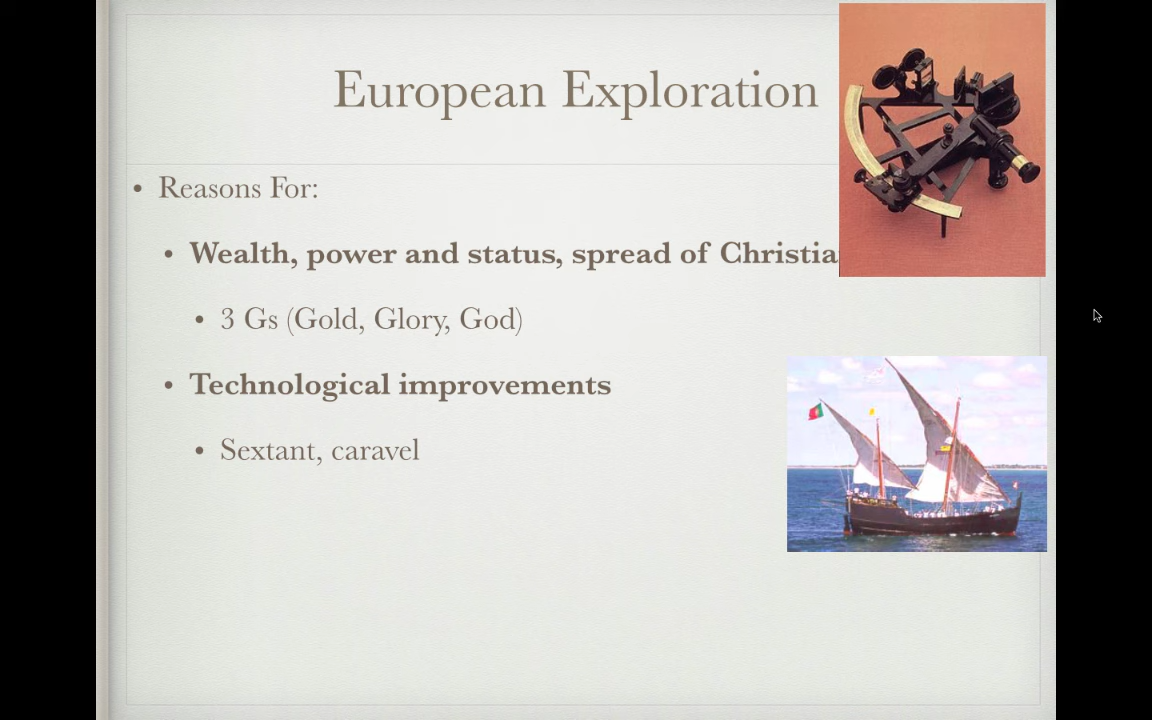 European Exploration
• Reasons For:
• Wealth, power and status, spread of Christia
• 3 Gs (Gold, Glory, God)
• Technological improvements
• Sextant, caravel